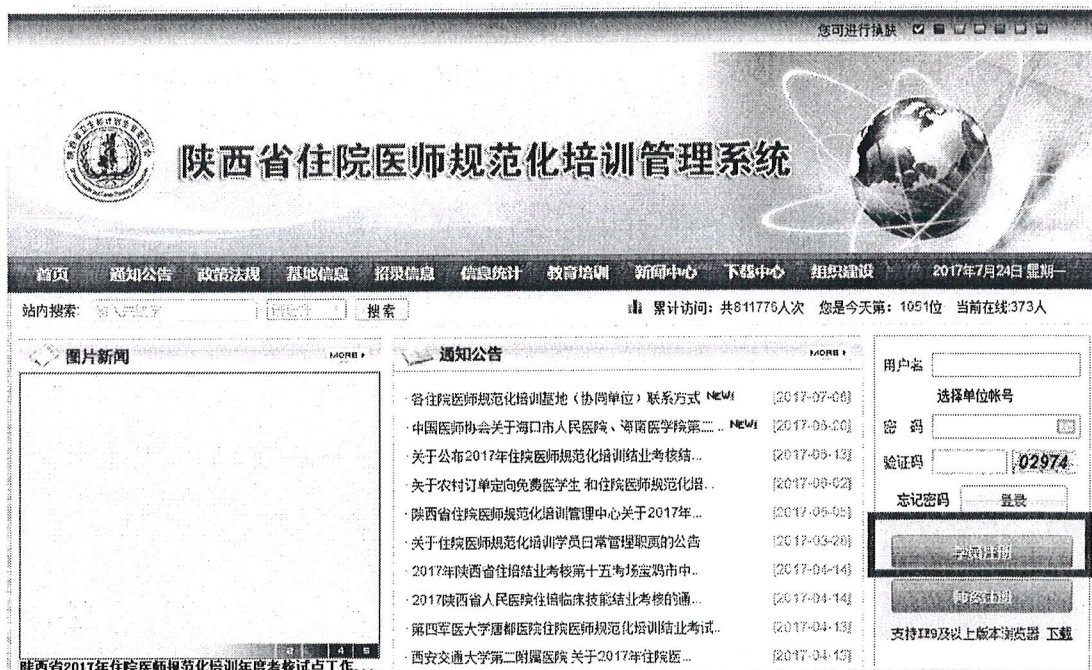 您可进行换肤
陕西省住院医师规范化培训管理系统
首页 通知公告 政策法规 基地信息 招录信息 信息统计 教育培训 新闻中心 下载中心 组织建设 2017年7月24日 星期一
站内搜索: 搜索 累计访问：共811776人次 您是今天第：1051位 当前在线:373人
图片新闻 MORE
通知公告 MORE
·各住院医师规范化培训基地（协同单位）联系方式 NEW! [2017-07-06]
·中国医师协会关于海口市人民医院、海南医学院第二... NEW! [2017-06-20]
·关于公布2017年住院医师规范化培训结业考核结... [2017-06-13]
·关于农村订单定向免费医学生 和住院医师规范化培.. [2017-06-02]
·陕西省住院医师规范化培训管理中心关于2017年... [2017-05-05]
·关于住院医师规范化培训学员日常管理职责的公告 [2017-03-28]
·2017年陕西省住培结业考核第十五考场宝鸡市中.. [2017-04-14]
·2017陕西省人民医院住培临床技能结业考核的通... [2017-04-14]
·第四军医大学唐都医院住院医师规范化培训结业考试.. [2017-04-13]
·西安交通大学第二附属医院 关于2017年住院医... [2017-04-13]
2 4 5
陕西省2017年住院医师规范化培训年度考核试点工作...
用户名
选择单位帐号
密 码
验证码 02974
忘记密码 登录
学员注册
师资注册
支持IE9及以上版本浏览器 下载